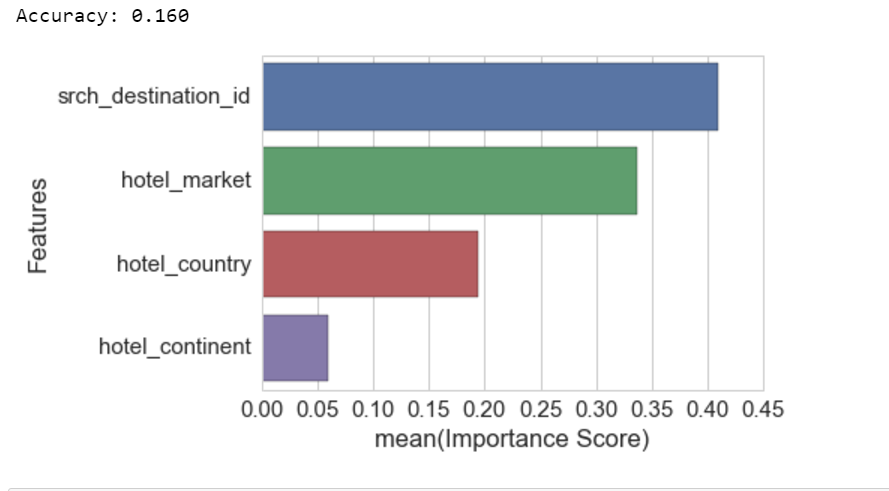 Accuracy: 0.160
srch_destination_id
hotel_market
hotel_country
hotel_continent
Features
0.00 0.05 0.10 0.15 0.20 0.25 0.30 0.35 0.40 0.45
mean(Importance Score)